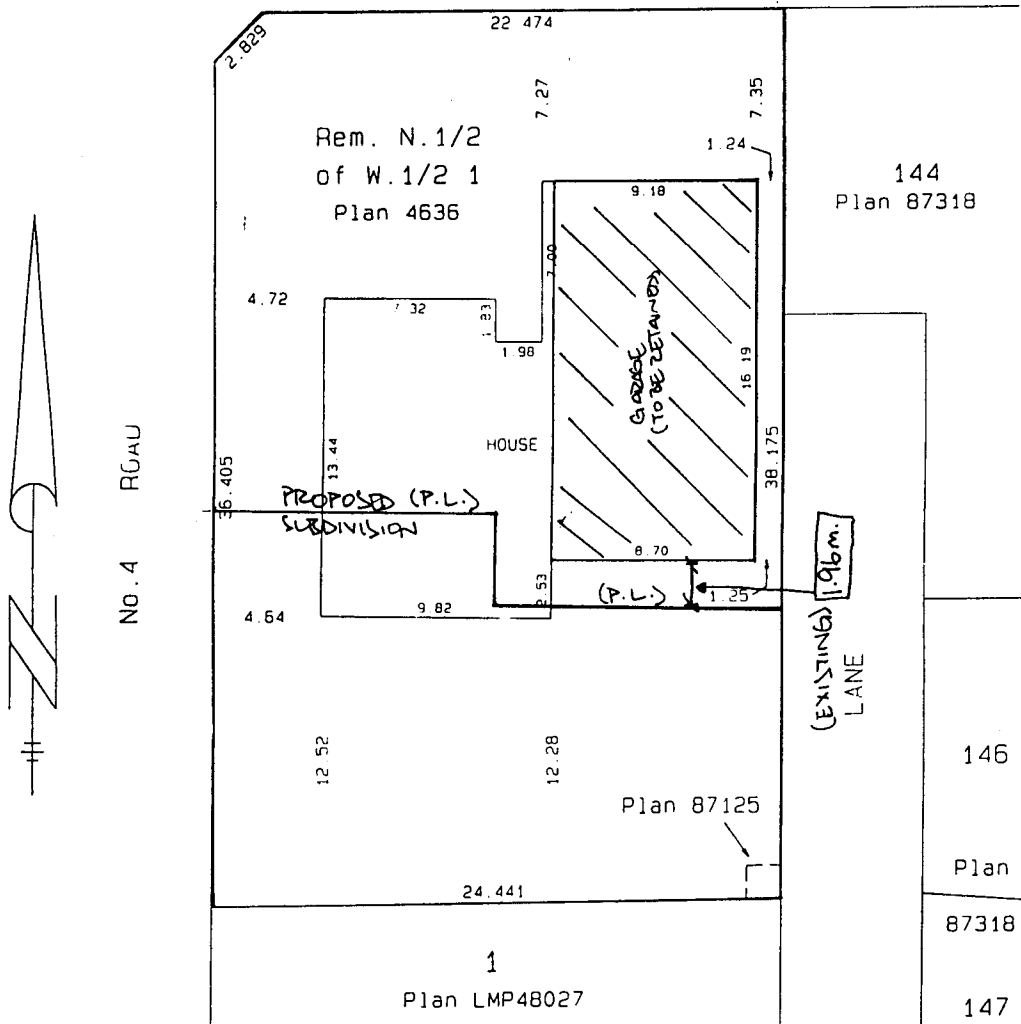 22 474
2.829
7.27
7.35
Rem. N.1/2
of W.1/2 1
Plan 4636
1.24
144
Plan 87318
9.18
7.00
4.72
7.32
1.83
1.98
GARAGE
(TO BE RETAINED)
16 19
HOUSE
13.44
38.175
No.4 ROAD
36.405
PROPOSED (P.L.)
SUBDIVISION
8.70
1.96m.
2.53
(P.L.)
1.25
4.64
9.82
(EXISTING)
LANE
12.52
12.28
146
Plan 87125
Plan
24.441
87318
1
Plan LMP48027
147
N